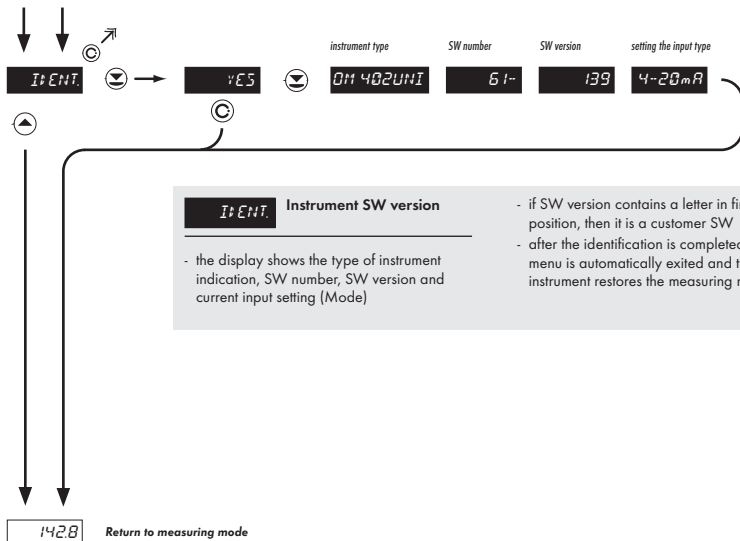 instrument type
SW number
SW version
setting the input type
IDENT.
YES
OM 402UNI
61-
139
4-20mA
IDENT.
Instrument SW version
- the display shows the type of instrument
indication, SW number, SW version and
current input setting (Mode)
- if SW version contains a letter in
position, then it is a customer SW
- after the identification is completed
menu is automatically exited and
instrument restores the measuring
142.8
Return to measuring mode